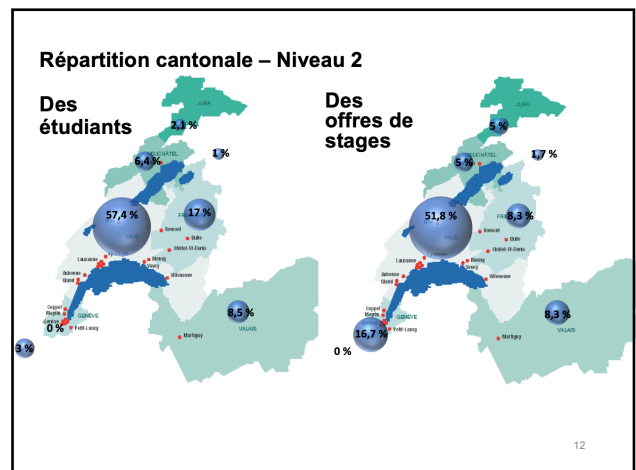 Répartition cantonale – Niveau 2
Des
étudiants
JURA
2,1 %
6,4 %
1 %
57,4 %
17 %
Romont
Bulle
Châtel-St-Denis
Lausanne
Vevey
Villeneuve
Aubonne
Gland
Coppet
Meyrin
GENÈVE
0 %
Petit-Lancy
8,5 %
VALAIS
Martigny
3 %
Des
offres de
stages
JURA
5 %
5 %
NEUCHÂTEL
1,7 %
51,8 %
8,3 %
Romont
Bulle
Châtel-St-Denis
Lausanne
Vevey
Villeneuve
Aubonne
Gland
Coppet
Meyrin
GENÈVE
16,7 %
Petit-Lancy
8,3 %
VALAIS
Martigny
0 %
12